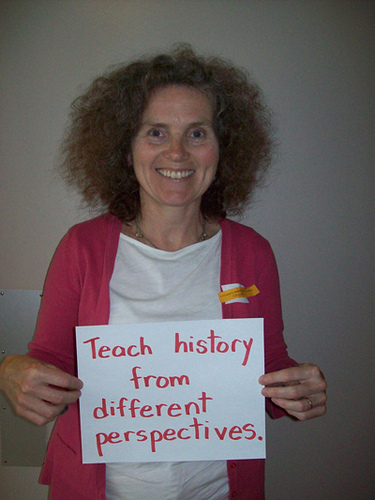 Teach history
from
different
perspectives.